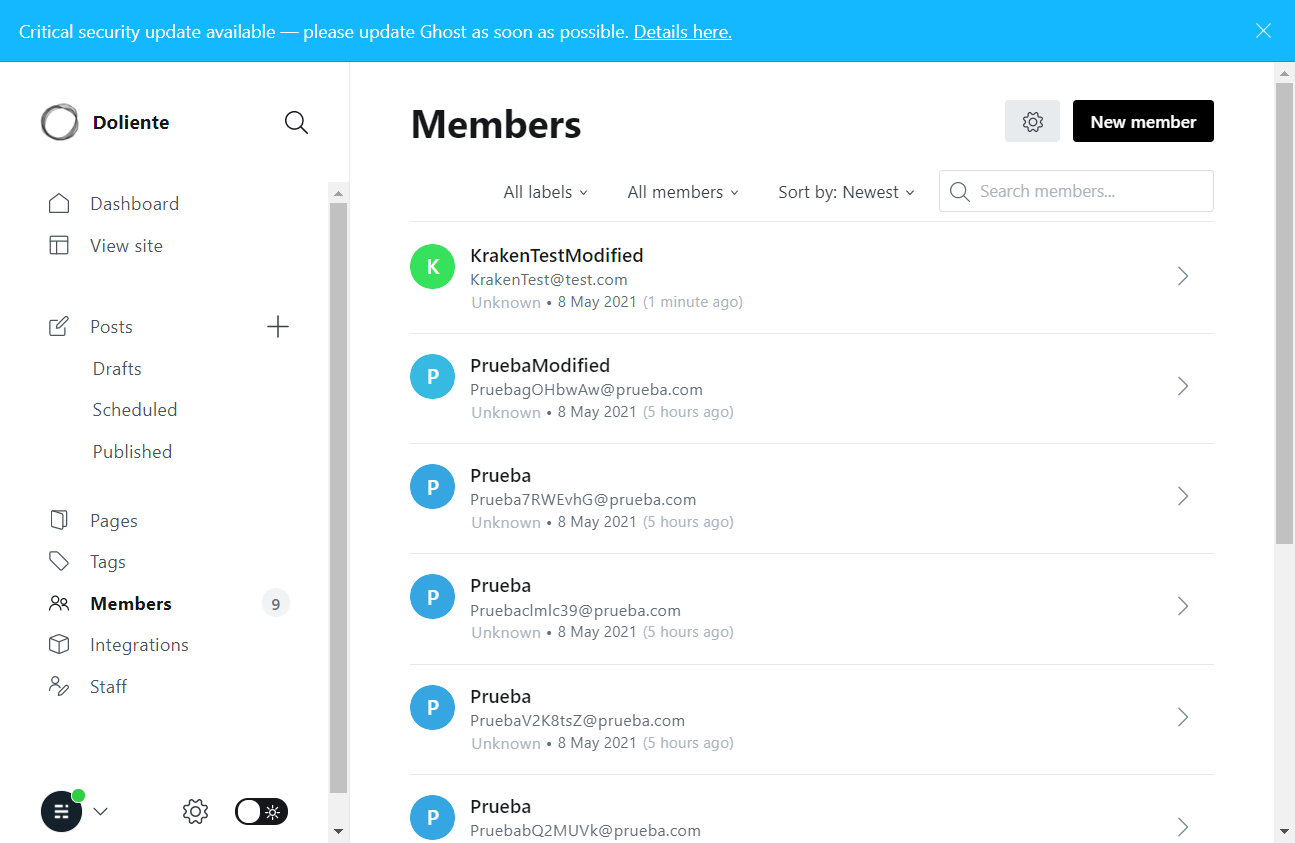 Critical security update available — please update Ghost as soon as possible. Details here.
Doliente
Dashboard
View site
Posts
Drafts
Scheduled
Published
Pages
Tags
Members
9
Integrations
Staff
Members
New member
All labels
All members
Sort by: Newest
Search members...
K
KrakenTestModified
KrakenTest@test.com
Unknown • 8 May 2021 (1 minute ago)
P
PruebaModified
PruebagOHbwAw@prueba.com
Unknown • 8 May 2021 (5 hours ago)
P
Prueba
Prueba7RWEvhG@prueba.com
Unknown • 8 May 2021 (5 hours ago)
P
Prueba
Pruebaclmlc39@prueba.com
Unknown • 8 May 2021 (5 hours ago)
P
Prueba
PruebaV2K8tsZ@prueba.com
Unknown • 8 May 2021 (5 hours ago)
P
Prueba
PruebabQ2MUVk@prueba.com